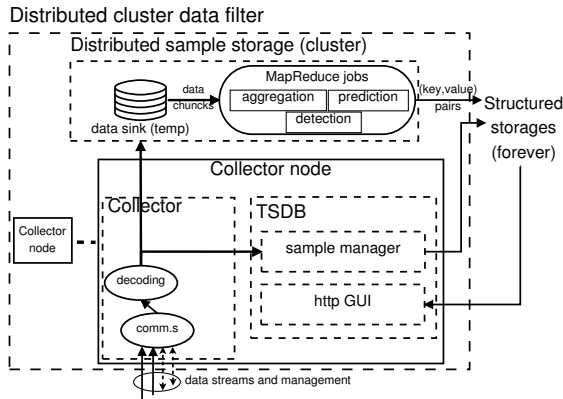 Distributed cluster data filter
Distributed sample storage (cluster)
MapReduce jobs
data
chuncks
aggregation
prediction
detection
(key,value)
pairs
data sink (temp)
Structured
storages
(forever)
Collector node
Collector
TSDB
Collector
node
sample manager
decoding
http GUI
comm.s
data streams and management